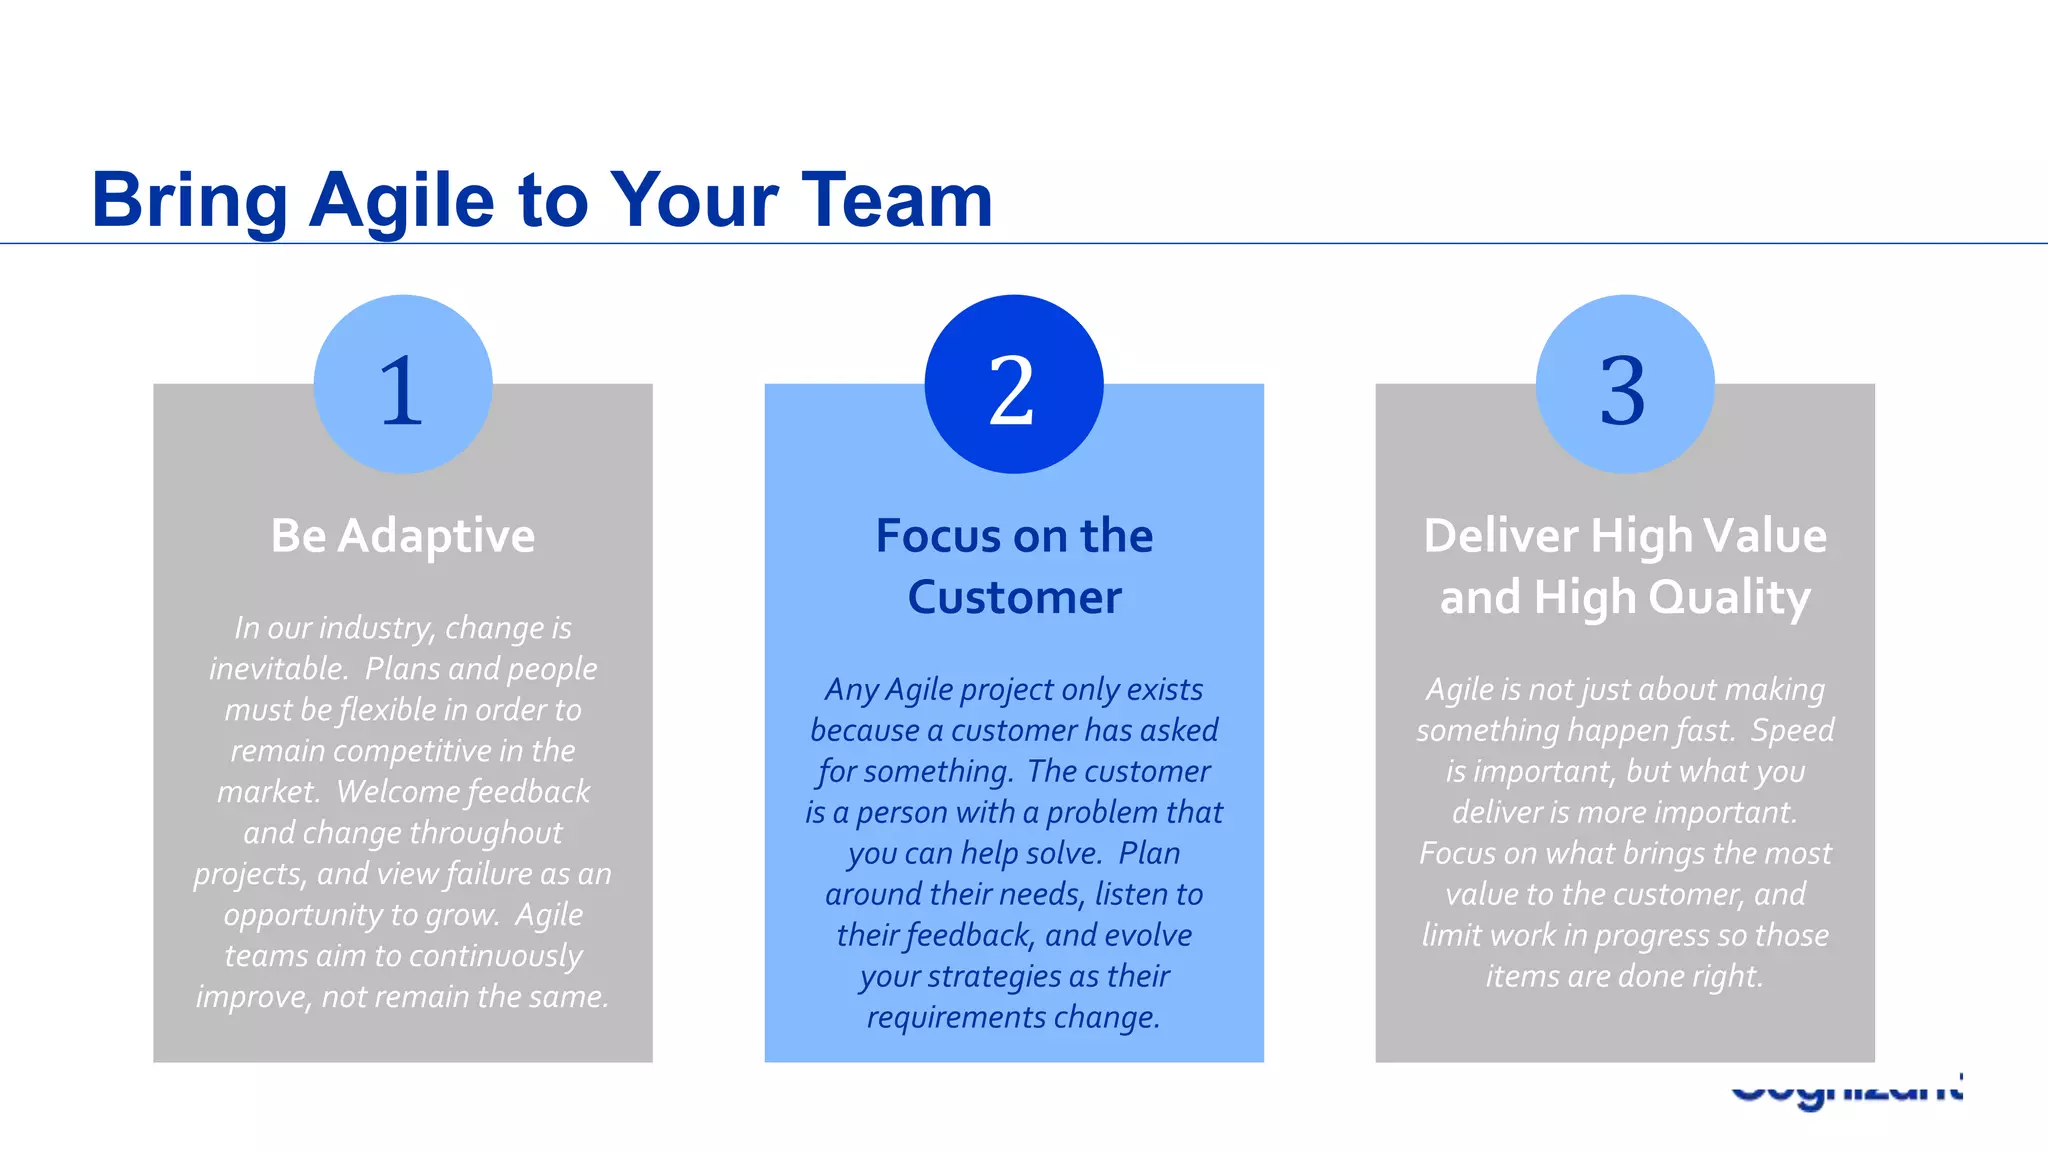 Bring Agile to Your Team
1
Be Adaptive
In our industry, change is
inevitable.  Plans and people
must be flexible in order to
remain competitive in the
market.  Welcome feedback
and change throughout
projects, and view failure as an
opportunity to grow.  Agile
teams aim to continuously
improve, not remain the same.
2
Focus on the
Customer
Any Agile project only exists
because a customer has asked
for something.  The customer
is a person with a problem that
you can help solve.  Plan
around their needs, listen to
their feedback, and evolve
your strategies as their
requirements change.
3
Deliver High Value
and High Quality
Agile is not just about making
something happen fast.  Speed
is important, but what you
deliver is more important.
Focus on what brings the most
value to the customer, and
limit work in progress so those
items are done right.
Cognizant